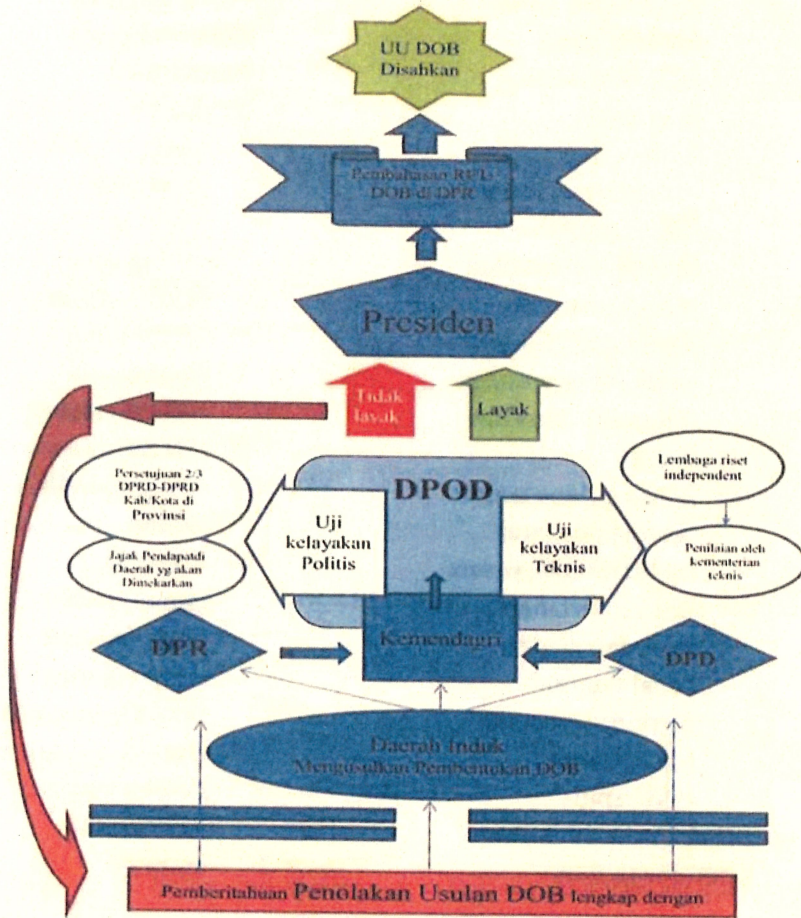 UU DOB
Disahkan
Pembahasan RUU
DOB di DPR
Presiden
Tidak
layak
Layak
Persetujuan 2/3
DPRD-DPRD
Kab/Kota di
Provinsi
Jajak Pendapatdi
Daerah yg akan
Dimekarkan
DPOD
Uji
kelayakan
Politis
Uji
kelayakan
Teknis
Lembaga riset
independent
Penilaian oleh
kementerian
teknis
DPR
Kemendagri
DPD
Daerah Induk
Mengusulkan Pembentukan DOB
Pemberitahuan Penolakan Usulan DOB lengkap dengan